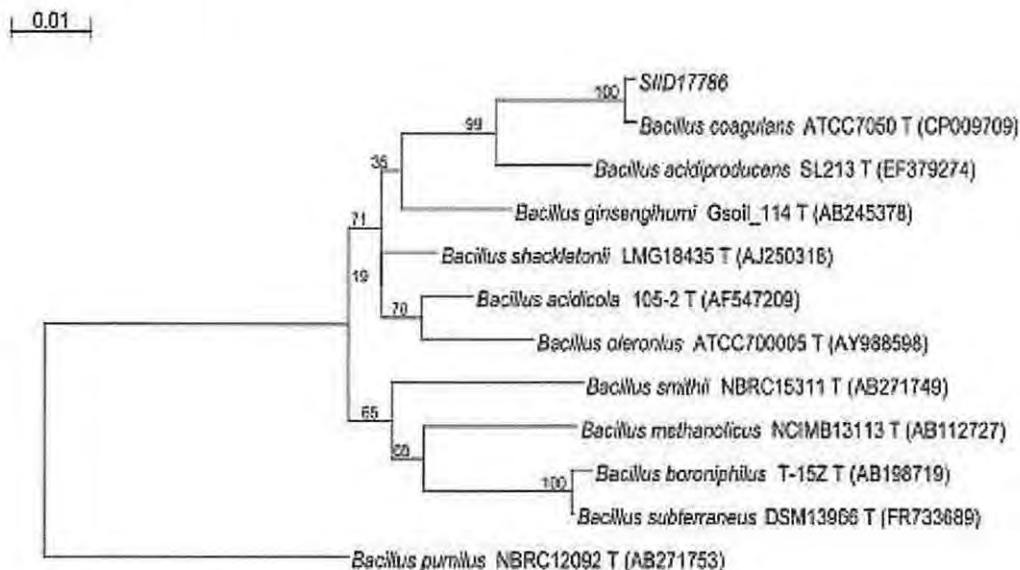 0.01
SIID17786
100
Bacillus coagulans ATCC7050 T (CP009709)
99
Bacillus acidiproducens SL213 T (EF379274)
36
Bacillus ginsengihumi Gsoil_114 T (AB245378)
71
Bacillus shackletonii LMG18435 T (AJ250318)
19
Bacillus acidicola 105-2 T (AF547209)
70
Bacillus oleronius ATCC700005 T (AY988598)
Bacillus smithii NBRC15311 T (AB271749)
65
Bacillus methanolicus NCIMB13113 T (AB112727)
Bacillus boroniphilus T-15Z T (AB198719)
100
Bacillus subterraneus DSM13966 T (FR733689)
Bacillus pumilus NBRC12092 T (AB271753)